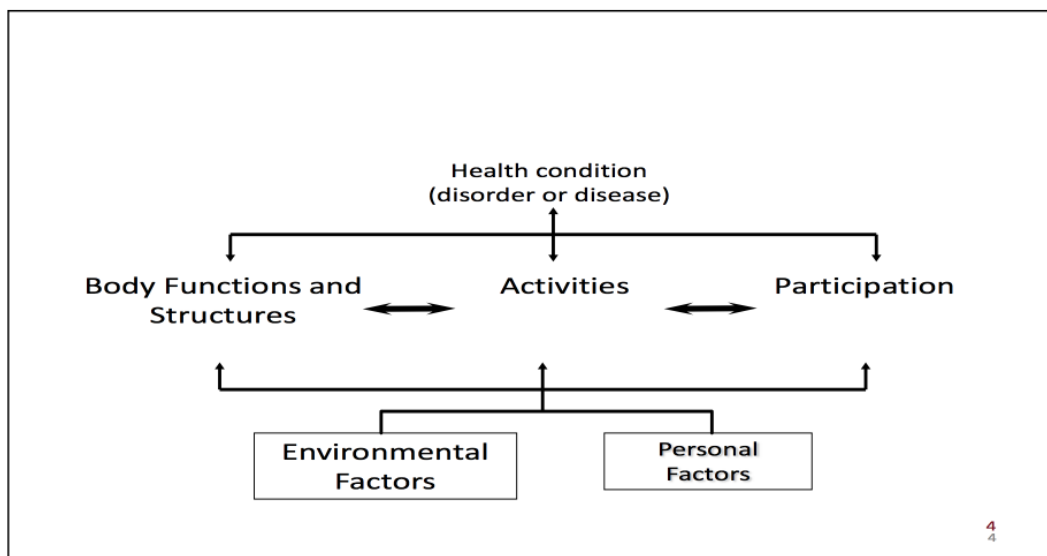 Health condition
(disorder or disease)
Body Functions and
Structures
Activities
Participation
Environmental
Factors
Personal
Factors
4
4